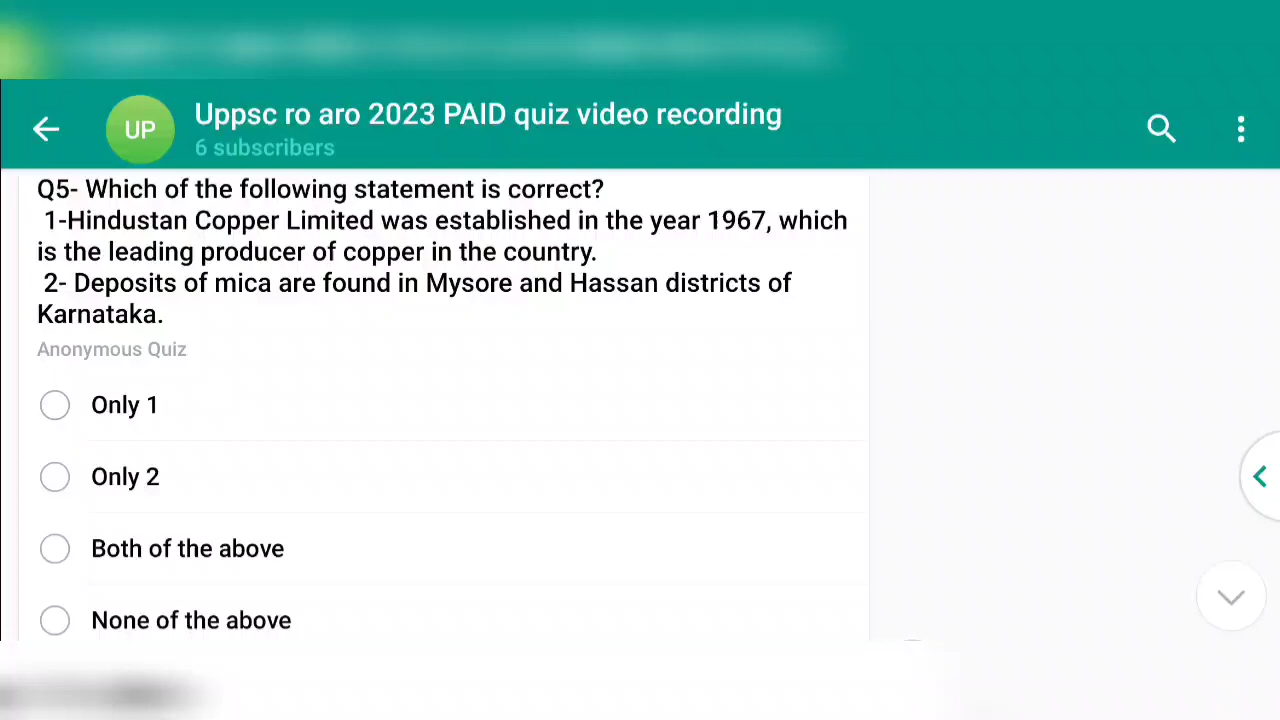 UP
Uppsc ro aro 2023 PAID quiz video recording
6 subscribers
Q5- Which of the following statement is correct?
1-Hindustan Copper Limited was established in the year 1967, which
is the leading producer of copper in the country.
2- Deposits of mica are found in Mysore and Hassan districts of
Karnataka.
Anonymous Quiz
Only 1
Only 2
Both of the above
None of the above